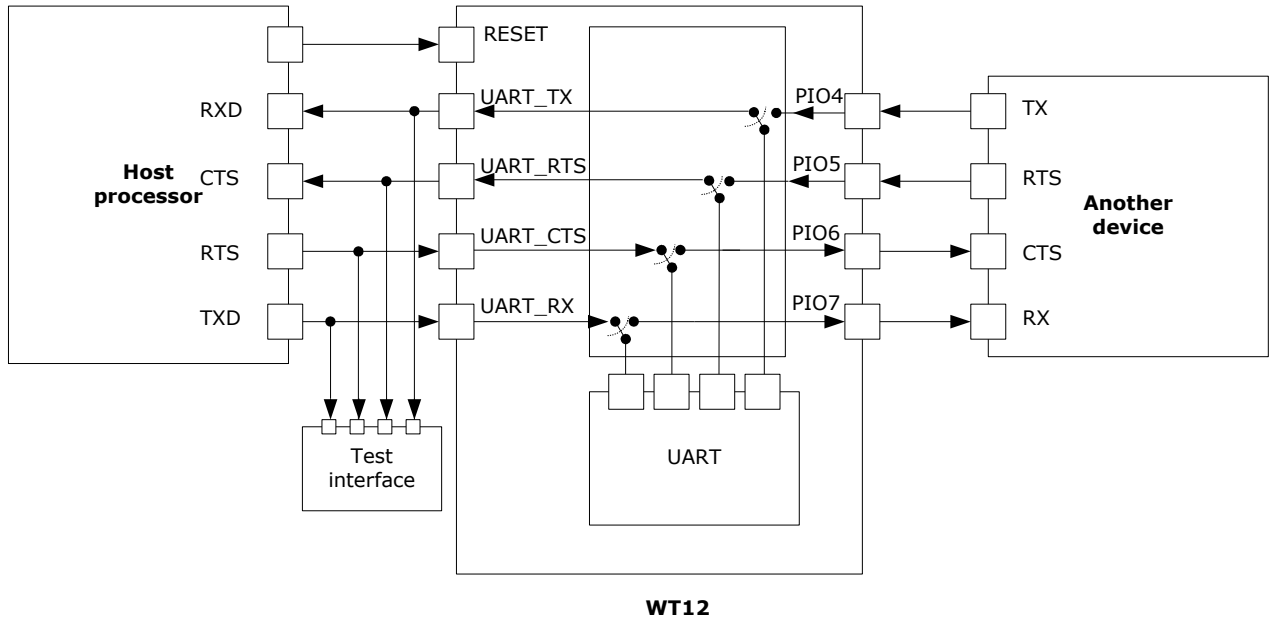 RESET
UART_TX
PIO4
RXD
TX
Host
processor
CTS
UART_RTS
PIO5
RTS
Another
device
RTS
UART_CTS
PIO6
CTS
TXD
UART_RX
PIO7
RX
Test
interface
UART
WT12